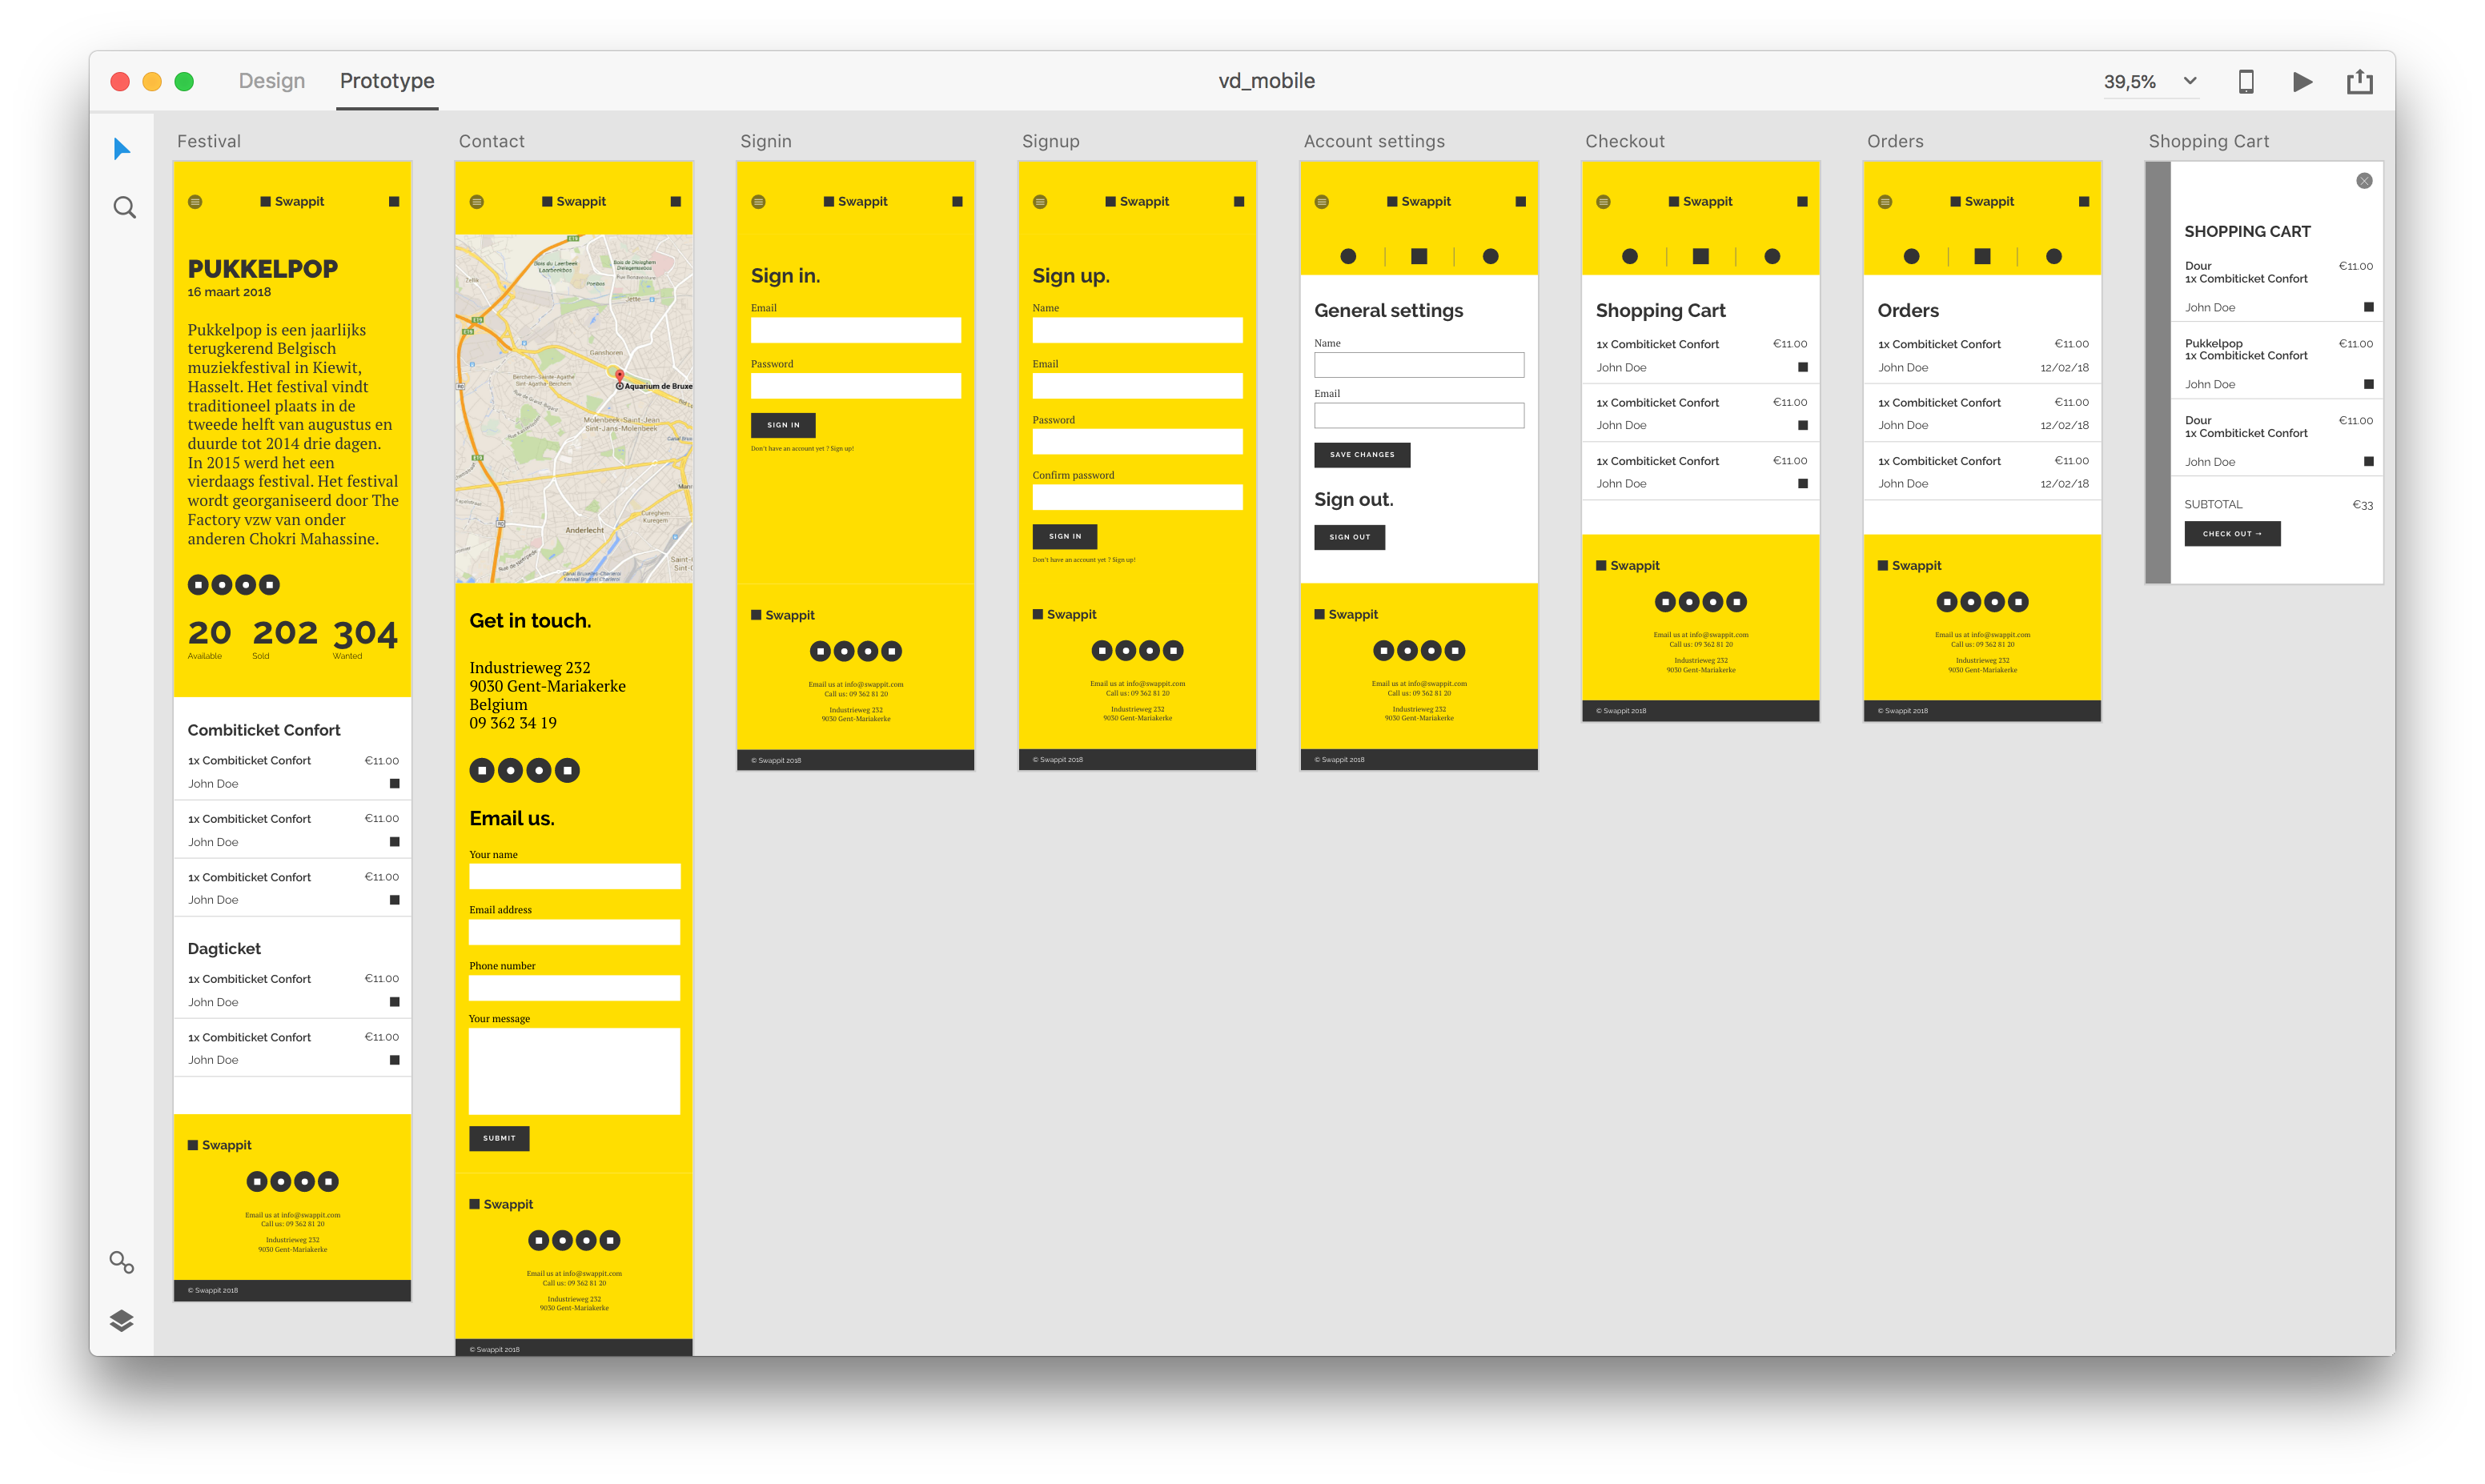 Design
Prototype
vd_mobile
39,5%
Festival
Swappit
PUKKELPOP
16 maart 2018
Pukkelpop is een jaarlijks
terugkerend Belgisch
muziekfestival in Kiewit,
Hasselt. Het festival vindt
traditioneel plaats in de
tweede helft van augustus en
duurde tot 2014 drie dagen.
In 2015 werd het een
vierdaags festival. Het festival
wordt georganiseerd door The
Factory vzw van onder
anderen Chokri Mahassine.
20 202 304
Available Sold Wanted
Combiticket Confort
1x Combiticket Confort €11.00
John Doe
1x Combiticket Confort €11.00
John Doe
1x Combiticket Confort €11.00
John Doe
Dagticket
1x Combiticket Confort €11.00
John Doe
1x Combiticket Confort €11.00
John Doe
Swappit
Email us at info@swappit.com
Call us: 09 362 81 20
Industrieweg 232
9030 Gent-Mariakerke
© Swappit 2018
Contact
Swappit
Ganshoren
Aquarium de Bruxe
Molenbeek-Saint-Jean
Sint-Jans-Molenbeek
Anderlecht
Get in touch.
Industrieweg 232
9030 Gent-Mariakerke
Belgium
09 362 34 19
Email us.
Your name
Email address
Phone number
Your message
SUBMIT
Swappit
Email us at info@swappit.com
Call us: 09 362 81 20
Industrieweg 232
9030 Gent-Mariakerke
© Swappit 2018
Signin
Swappit
Sign in.
Email
Password
SIGN IN
Don't have an account yet ? Sign up!
Swappit
Email us at info@swappit.com
Call us: 09 362 81 20
Industrieweg 232
9030 Gent-Mariakerke
© Swappit 2018
Signup
Swappit
Sign up.
Name
Email
Password
Confirm password
SIGN IN
Don't have an account yet ? Sign up!
Swappit
Email us at info@swappit.com
Call us: 09 362 81 20
Industrieweg 232
9030 Gent-Mariakerke
© Swappit 2018
Account settings
Swappit
General settings
Name
Email
SAVE CHANGES
Sign out.
SIGN OUT
Swappit
Email us at info@swappit.com
Call us: 09 362 81 20
Industrieweg 232
9030 Gent-Mariakerke
© Swappit 2018
Checkout
Swappit
Shopping Cart
1x Combiticket Confort €11.00
John Doe
1x Combiticket Confort €11.00
John Doe
1x Combiticket Confort €11.00
John Doe
Swappit
Email us at info@swappit.com
Call us: 09 362 81 20
Industrieweg 232
9030 Gent-Mariakerke
© Swappit 2018
Orders
Swappit
Orders
1x Combiticket Confort €11.00
John Doe 12/02/18
1x Combiticket Confort €11.00
John Doe 12/02/18
1x Combiticket Confort €11.00
John Doe 12/02/18
Swappit
Email us at info@swappit.com
Call us: 09 362 81 20
Industrieweg 232
9030 Gent-Mariakerke
© Swappit 2018
Shopping Cart
SHOPPING CART
Dour €11.00
1x Combiticket Confort
John Doe
Pukkelpop €11.00
1x Combiticket Confort
John Doe
Dour €11.00
1x Combiticket Confort
John Doe
SUBTOTAL €33
CHECK OUT →